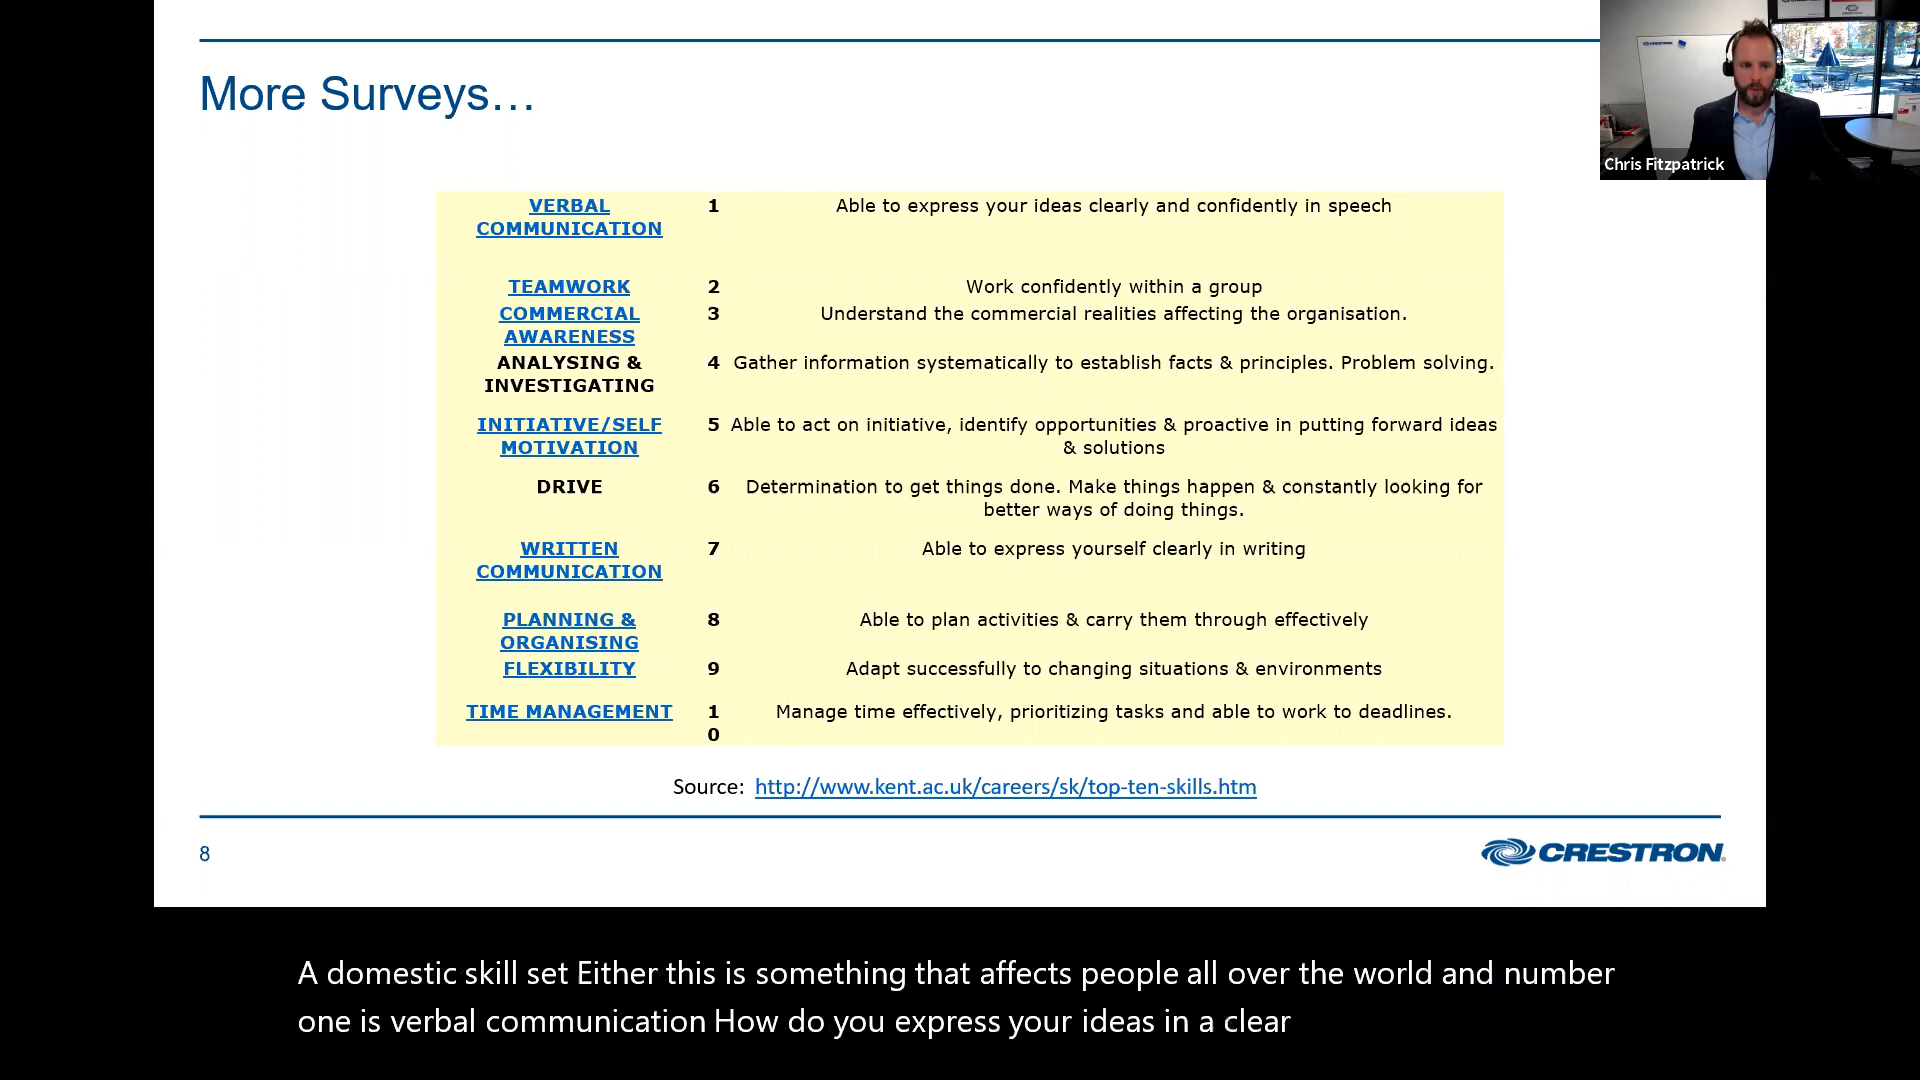 More Surveys...
Chris Fitzpatrick
VERBAL 1 Able to express your ideas clearly and confidently in speech
COMMUNICATION
TEAMWORK 2 Work confidently within a group
COMMERCIAL 3 Understand the commercial realities affecting the organisation.
AWARENESS
ANALYSING & 4 Gather information systematically to establish facts & principles. Problem solving.
INVESTIGATING
INITIATIVE/SELF 5 Able to act on initiative, identify opportunities & proactive in putting forward ideas
MOTIVATION & solutions
DRIVE 6 Determination to get things done. Make things happen & constantly looking for
better ways of doing things.
WRITTEN 7 Able to express yourself clearly in writing
COMMUNICATION
PLANNING & 8 Able to plan activities & carry them through effectively
ORGANISING
FLEXIBILITY 9 Adapt successfully to changing situations & environments
TIME MANAGEMENT 1 Manage time effectively, prioritizing tasks and able to work to deadlines.
0
Source: http://www.kent.ac.uk/careers/sk/top-ten-skills.htm
8
CRESTRON
A domestic skill set Either this is something that affects people all over the world and number
one is verbal communication How do you express your ideas in a clear